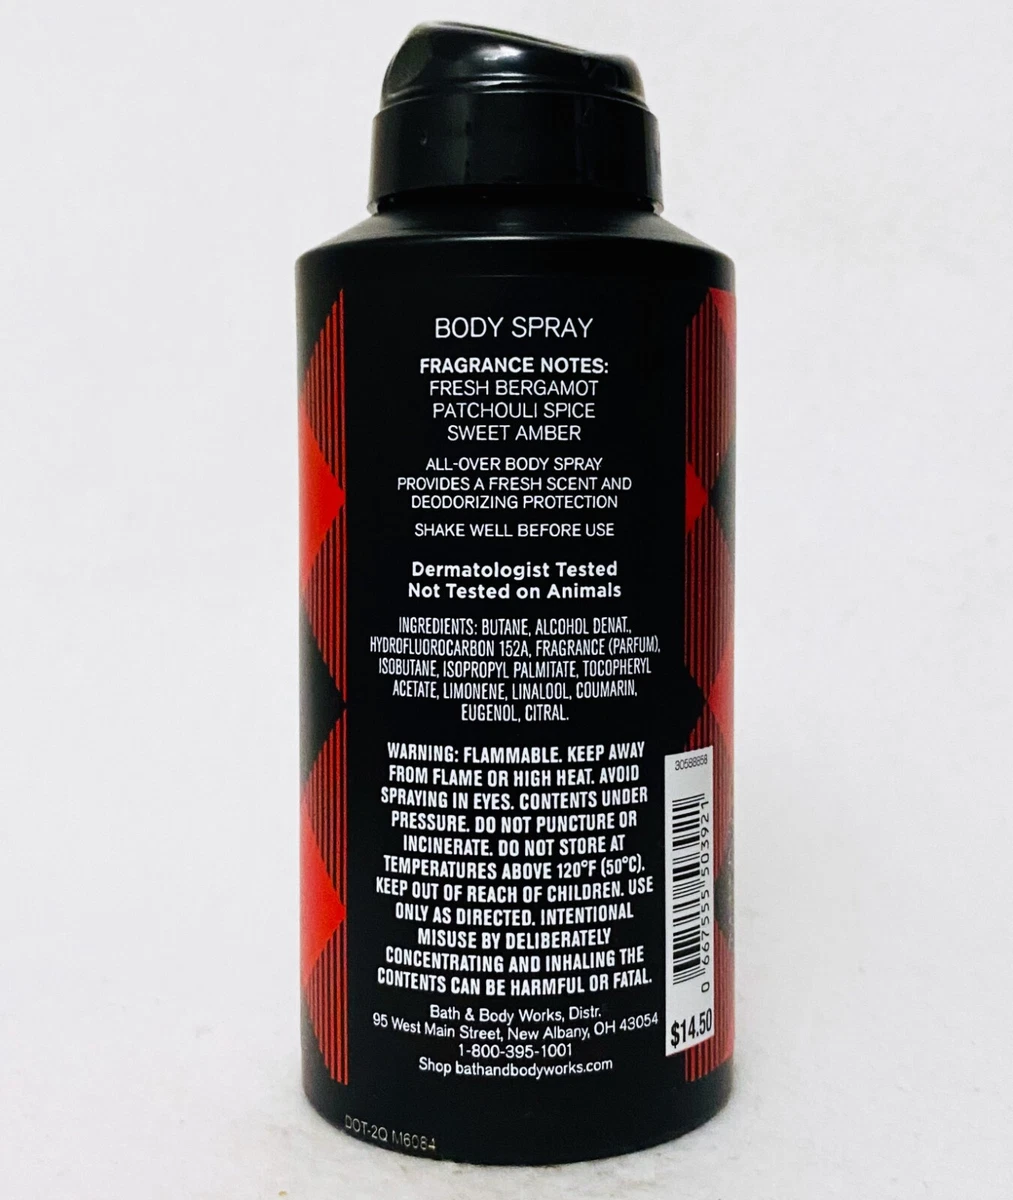 BODY SPRAY
FRAGRANCE NOTES:
FRESH BERGAMOT
PATCHOULI SPICE
SWEET AMBER
ALL-OVER BODY SPRAY
PROVIDES A FRESH SCENT AND
DEODORIZING PROTECTION
SHAKE WELL BEFORE USE
Dermatologist Tested
Not Tested on Animals
INGREDIENTS: BUTANE, ALCOHOL DENAT.,
HYDROFLUOROCARBON 152A, FRAGRANCE (PARFUM),
ISOBUTANE, ISOPROPYL PALMITATE, TOCOPHERYL
ACETATE, LIMONENE, LINALOOL, COUMARIN,
EUGENOL, CITRAL.
WARNING: FLAMMABLE. KEEP AWAY
FROM FLAME OR HIGH HEAT. AVOID
SPRAYING IN EYES. CONTENTS UNDER
PRESSURE. DO NOT PUNCTURE OR
INCINERATE. DO NOT STORE AT
TEMPERATURES ABOVE 120°F (50°C).
KEEP OUT OF REACH OF CHILDREN. USE
ONLY AS DIRECTED. INTENTIONAL
MISUSE BY DELIBERATELY
CONCENTRATING AND INHALING THE
CONTENTS CAN BE HARMFUL OR FATAL.
Bath & Body Works, Distr.
95 West Main Street, New Albany, OH 43054
1-800-395-1001
Shop bathandbodyworks.com
30588858
0 667555 503921
$14.50
DOT-2Q M6084